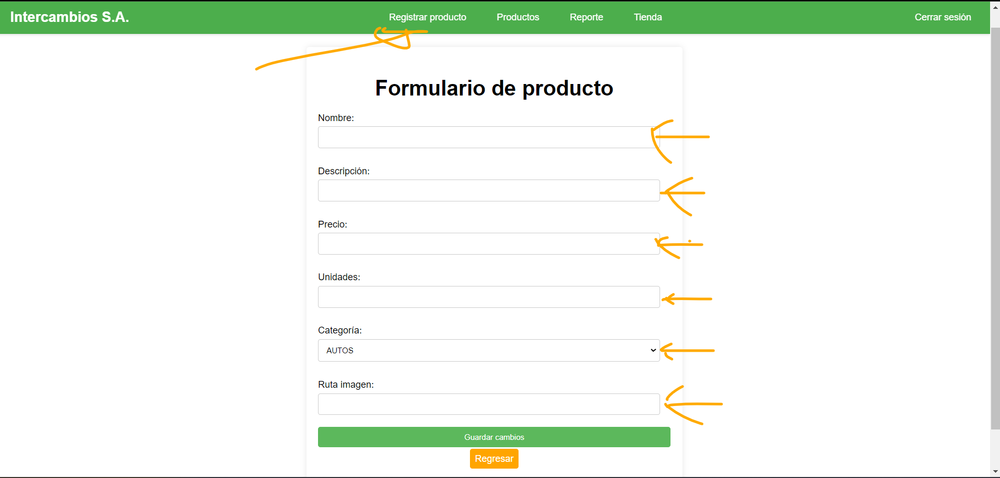 Intercambios S.A.
Registrar producto
Productos
Reporte
Tienda
Cerrar sesión
Formulario de producto
Nombre:
Descripción:
Precio:
Unidades:
Categoría:
AUTOS
Ruta imagen:
Guardar cambios
Regresar